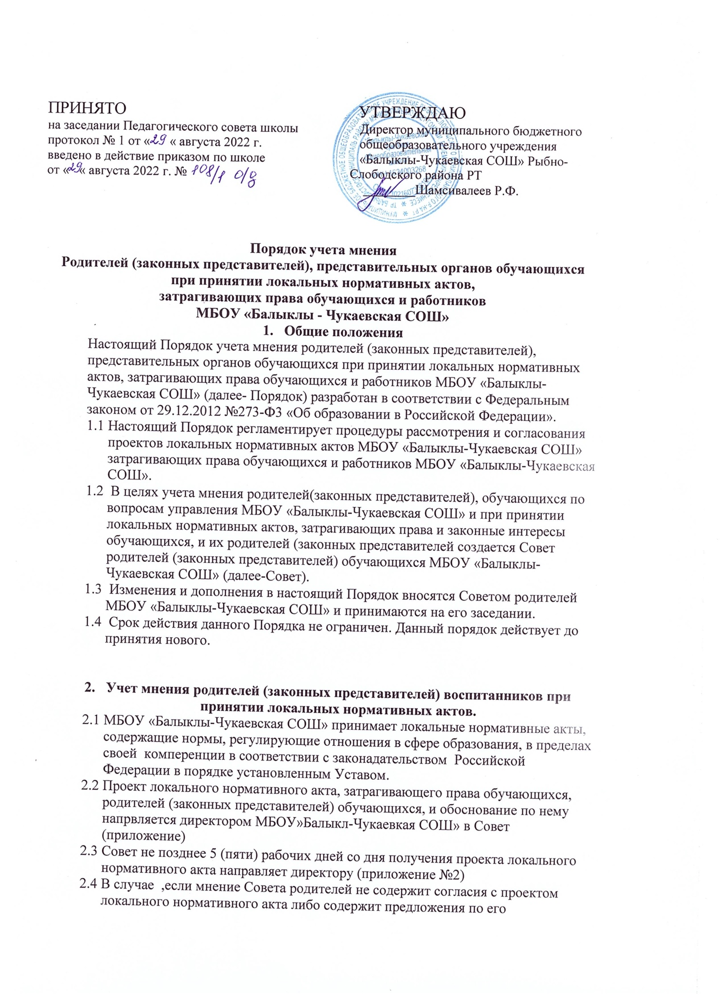 ПРИНЯТО
на заседании Педагогического совета школы
протокол № 1 от «29 « августа 2022 г.
введено в действие приказом по школе
от «29« августа 2022 г. № 108/1 о/д
УТВЕРЖДАЮ
Директор муниципального бюджетного
общеобразовательного учреждения
«Балыклы-Чукаевская СОШ» Рыбно-
Слободского района РТ
________Шамсивалеев Р.Ф.
Порядок учета мнения
Родителей (законных представителей), представительных органов обучающихся
при принятии локальных нормативных актов,
затрагивающих права обучающихся и работников
МБОУ «Балыклы - Чукаевская СОШ»
1. Общие положения
Настоящий Порядок учета мнения родителей (законных представителей),
представительных органов обучающихся при принятии локальных нормативных
актов, затрагивающих права обучающихся и работников МБОУ «Балыклы-
Чукаевская СОШ» (далее- Порядок) разработан в соответствии с Федеральным
законом от 29.12.2012 №273-ФЗ «Об образовании в Российской Федерации».
1.1 Настоящий Порядок регламентирует процедуры рассмотрения и согласования
проектов локальных нормативных актов МБОУ «Балыклы-Чукаевская СОШ»
затрагивающих права обучающихся и работников МБОУ «Балыклы-Чукаевская
СОШ».
1.2 В целях учета мнения родителей(законных представителей), обучающихся по
вопросам управления МБОУ «Балыклы-Чукаевская СОШ» и при принятии
локальных нормативных актов, затрагивающих права и законные интересы
обучающихся, и их родителей (законных представителей создается Совет
родителей (законных представителей) обучающихся МБОУ «Балыклы-
Чукаевская СОШ» (далее-Совет).
1.3 Изменения и дополнения в настоящий Порядок вносятся Советом родителей
МБОУ «Балыклы-Чукаевская СОШ» и принимаются на его заседании.
1.4 Срок действия данного Порядка не ограничен. Данный порядок действует до
принятия нового.
2. Учет мнения родителей (законных представителей) воспитанников при
принятии локальных нормативных актов.
2.1 МБОУ «Балыклы-Чукаевская СОШ» принимает локальные нормативные акты,
содержащие нормы, регулирующие отношения в сфере образования, в пределах
своей комперенции в соответствии с законадательством Российской
Федерации в порядке установленным Уставом.
2.2 Проект локального нормативного акта, затрагивающего права обучающихся,
родителей (законных представителей) обучающихся, и обоснование по нему
напрвляется директором МБОУ»Балыкл-Чукаевкая СОШ» в Совет
(приложение)
2.3 Совет не позднее 5 (пяти) рабочих дней со дня получения проекта локального
нормативного акта направляет директору (приложение №2)
2.4 В случае ,если мнение Совета родителей не содержит согласия с проектом
локального нормативного акта либо содержит предложения по его